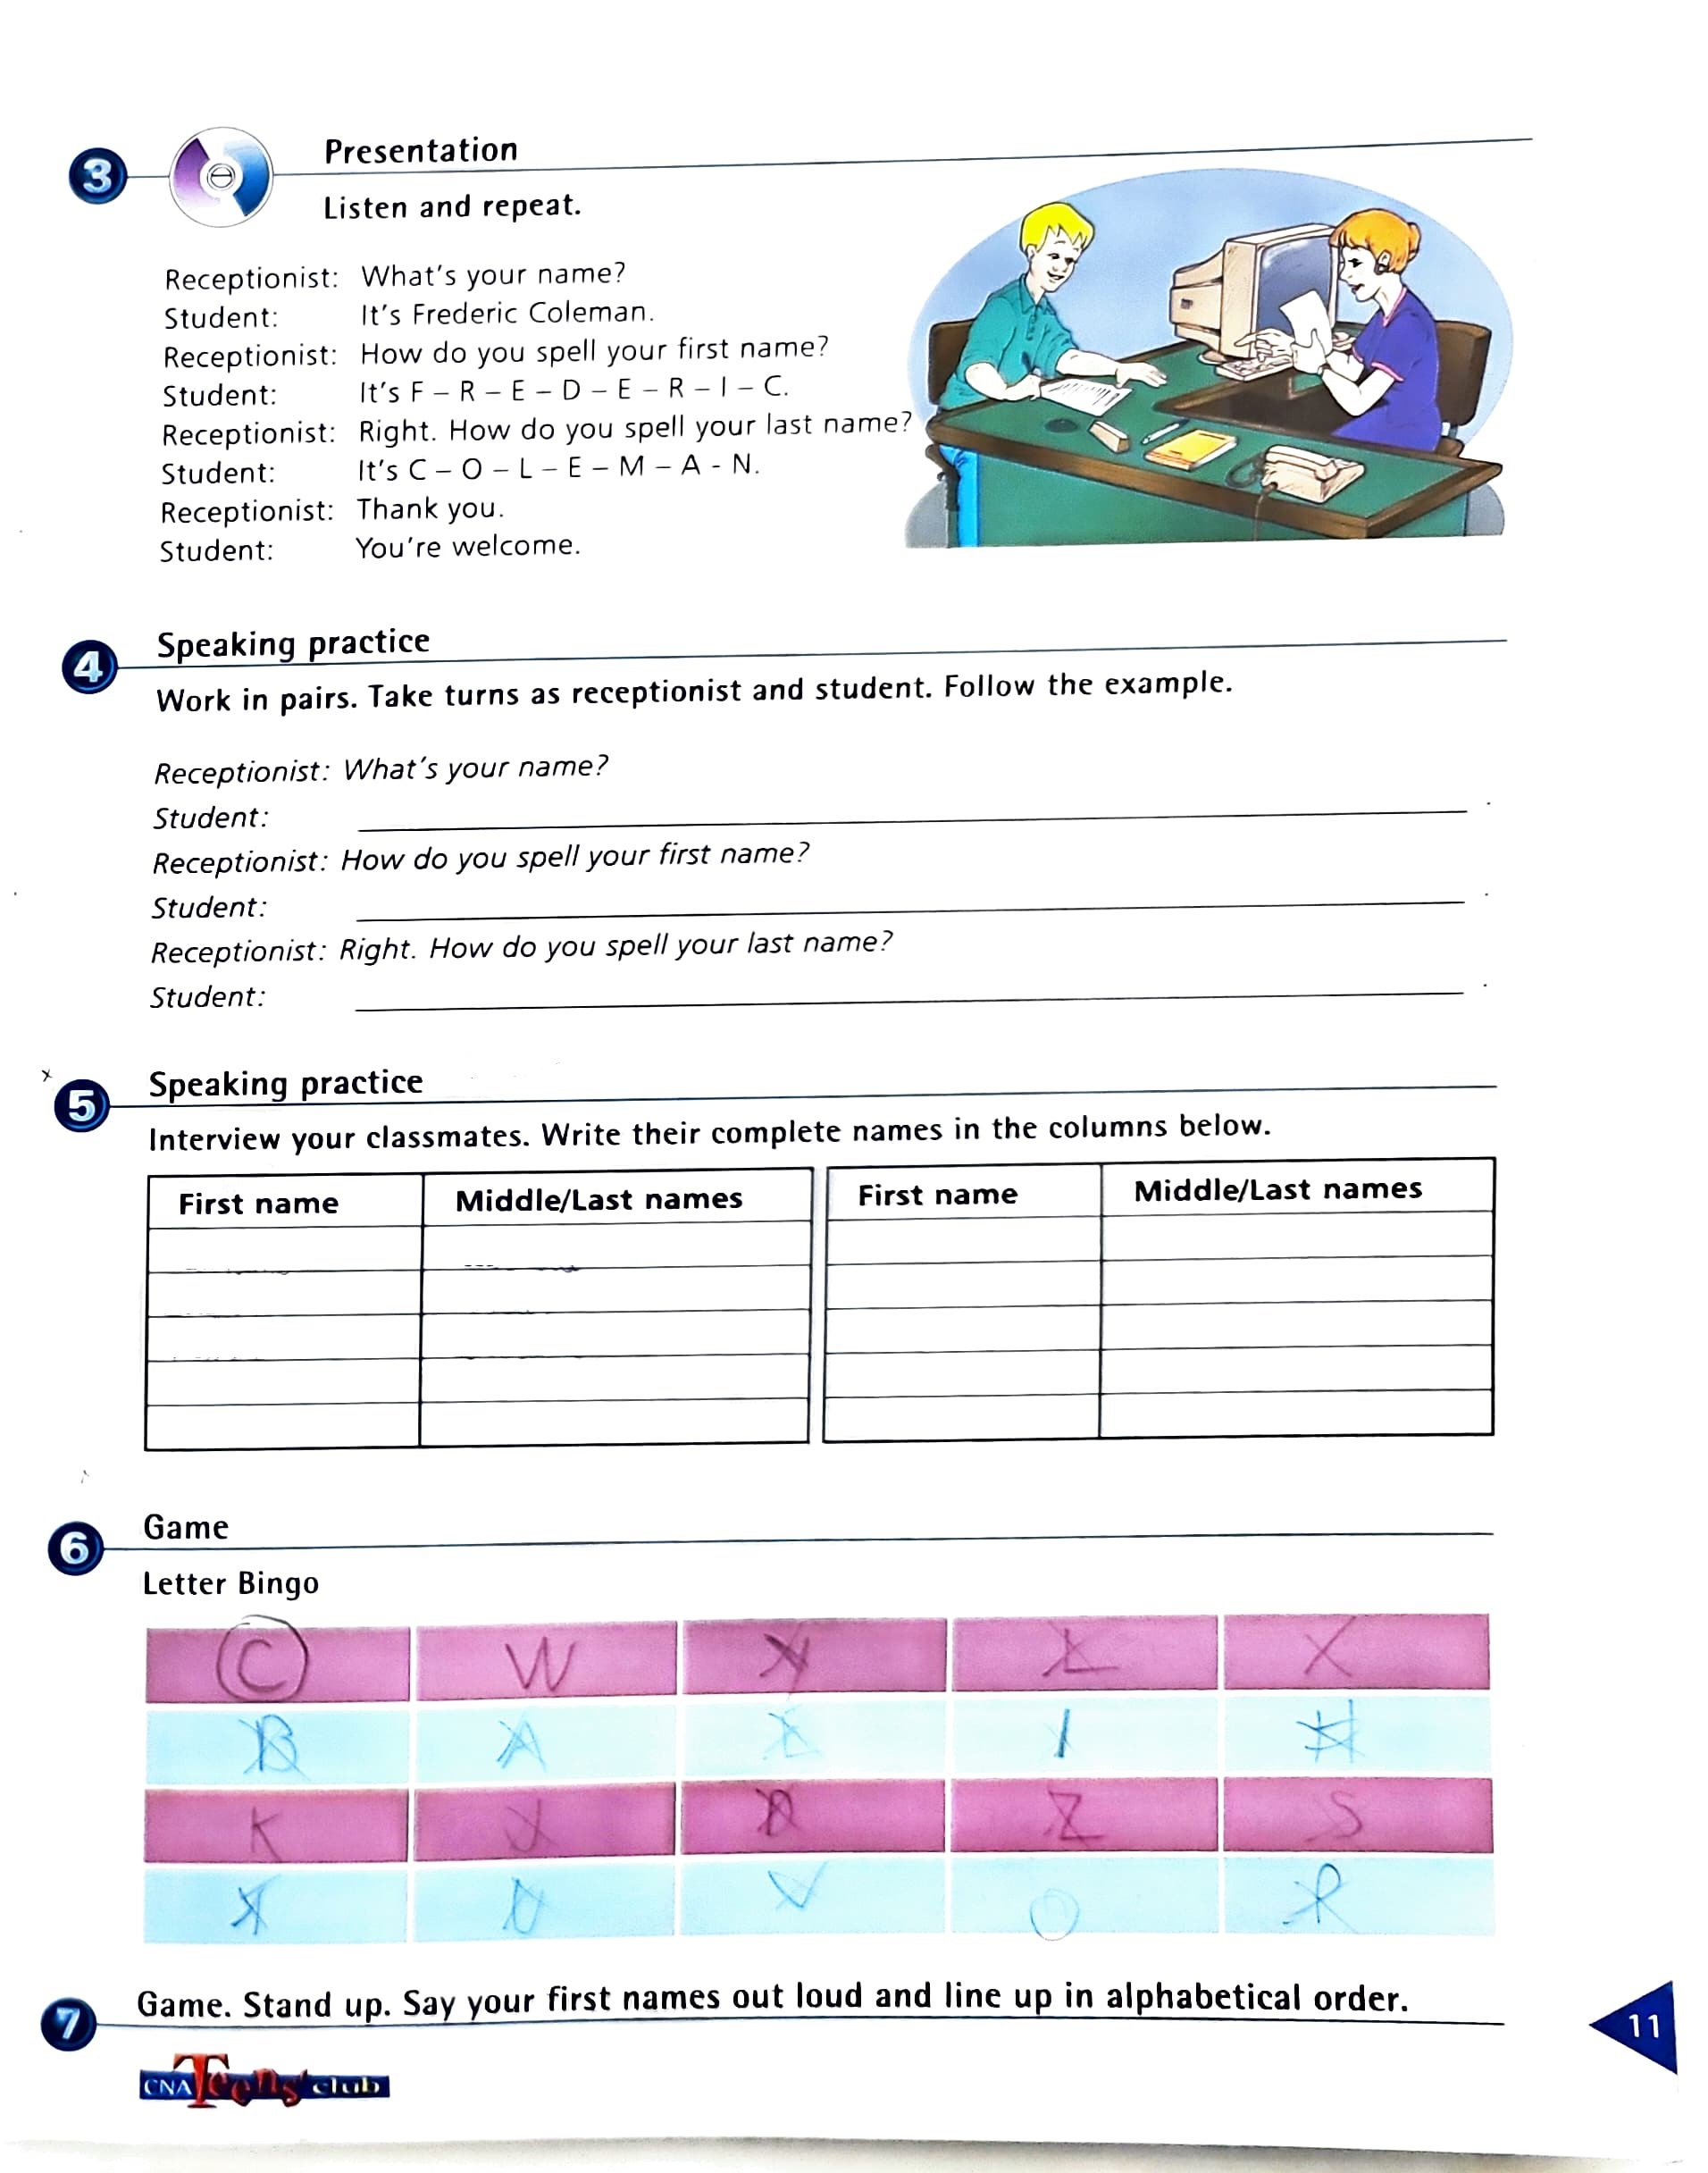 3
Presentation
Listen and repeat.
Receptionist: What's your name?
Student: It's Frederic Coleman.
Receptionist: How do you spell your first name?
Student: It's F – R – E – D – E – R – I – C.
Receptionist: Right. How do you spell your last name?
Student: It's C – O – L – E – M – A - N.
Receptionist: Thank you.
Student: You're welcome.
4
Speaking practice
Work in pairs. Take turns as receptionist and student. Follow the example.
Receptionist: What's your name?
Student: .
Receptionist: How do you spell your first name?
Student: .
Receptionist: Right. How do you spell your last name?
Student: .
x
5
Speaking practice
Interview your classmates. Write their complete names in the columns below.
First name Middle/Last names First name Middle/Last names
6
Game
Letter Bingo
C W Y L X
B A I H
K J D Z S
V O R
7
Game. Stand up. Say your first names out loud and line up in alphabetical order.
11
CNA Teens' club